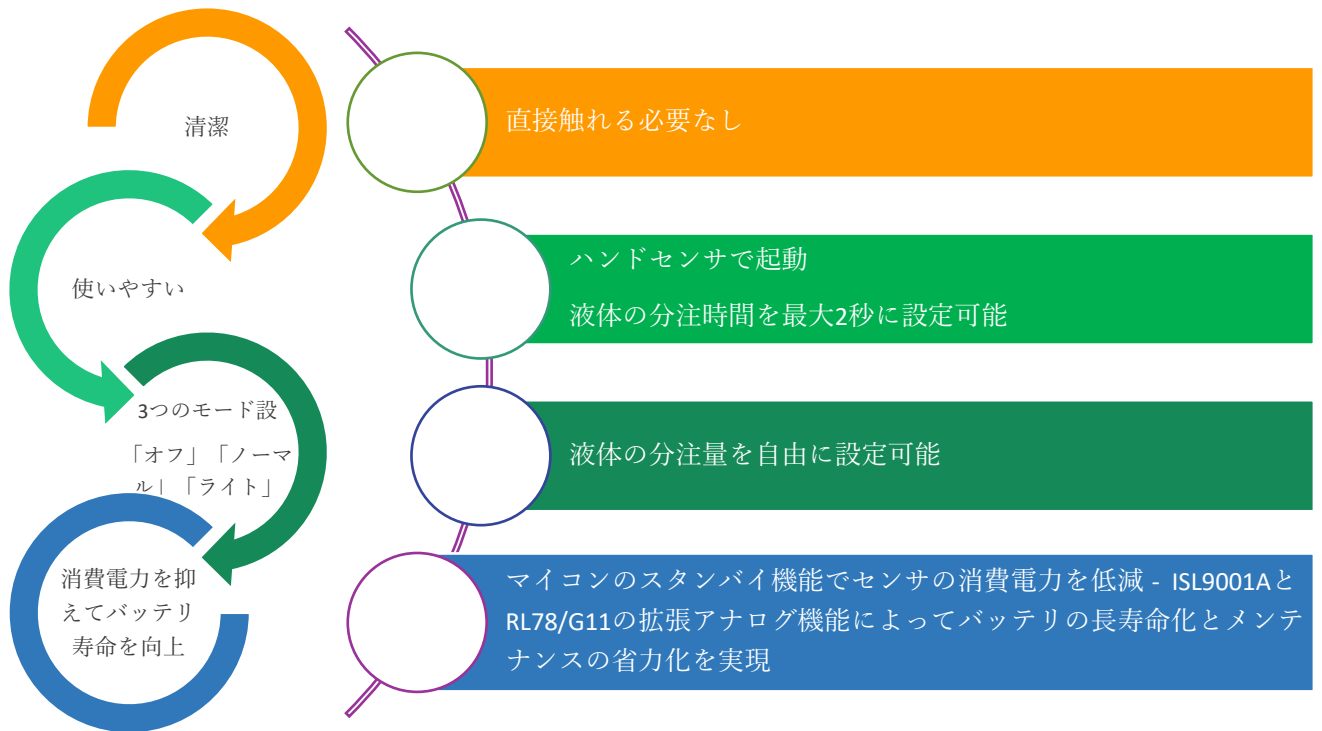 清潔
直接触れる必要なし
使いやすい
ハンドセンサで起動
液体の分注時間を最大2秒に設定可能
3つのモード設
「オフ」「ノーマ
ル」「ライト」
液体の分注量を自由に設定可能
消費電力を抑
えてバッテリ
寿命を向上
マイコンのスタンバイ機能でセンサの消費電力を低減 - ISL9001Aと
RL78/G11の拡張アナログ機能によってバッテリの長寿命化とメンテ
ナンスの省力化を実現